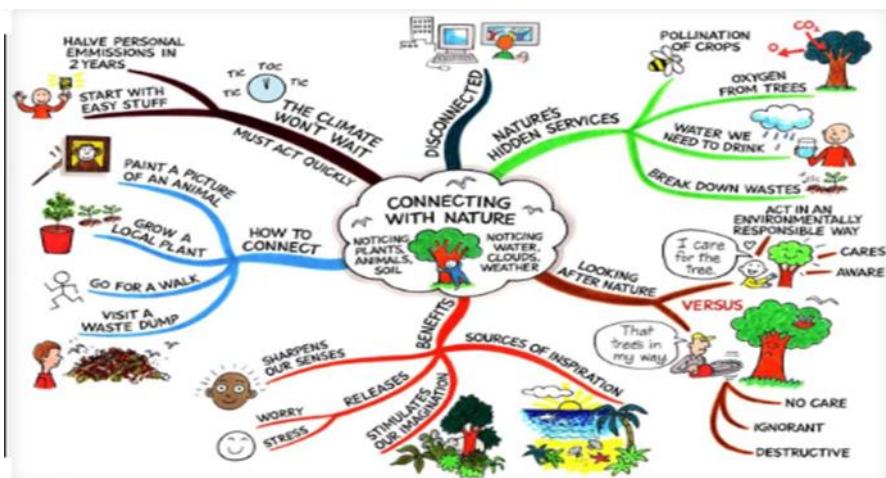 CONNECTING
WITH NATURE
NOTICING
PLANTS,
ANIMALS,
SOIL
NOTICING
WATER,
CLOUDS,
WEATHER
DISCONNECTED
NATURE'S
HIDDEN SERVICES
POLLINATION
OF CROPS
CO2
O
OXYGEN
FROM TREES
WATER WE
NEED TO DRINK
BREAK DOWN WASTES
LOOKING
AFTER NATURE
ACT IN AN
ENVIRONMENTALLY
RESPONSIBLE WAY
I care
for the
tree.
CARES
AWARE
VERSUS
That
trees in
my way
NO CARE
IGNORANT
DESTRUCTIVE
BENEFITS
SOURCES OF INSPIRATION
STIMULATES
OUR IMAGINATION
RELEASES
WORRY
STRESS
SHARPENS
OUR SENSES
HOW TO
CONNECT
PAINT A PICTURE
OF AN ANIMAL
GROW A
LOCAL PLANT
GO FOR A WALK
VISIT A
WASTE DUMP
THE CLIMATE
WON'T WAIT
MUST ACT QUICKLY
TIC
TIC
TOC
TIC
HALVE PERSONAL
EMMISSIONS IN
2 YEARS
START WITH
EASY STUFF